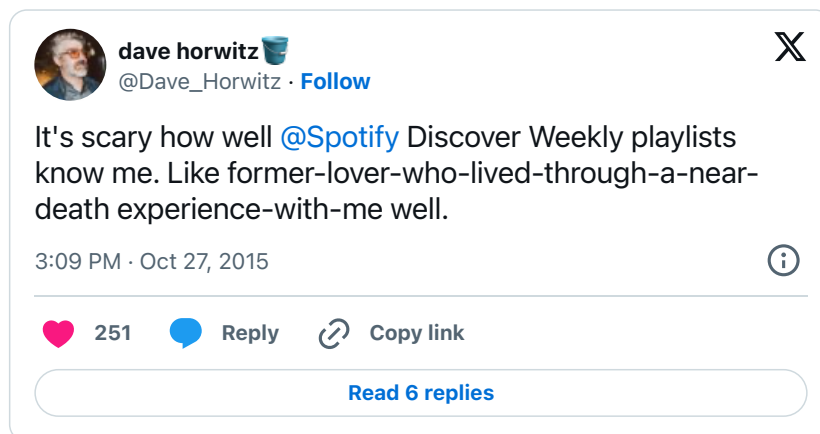 dave horwitz🪣
@Dave_Horwitz · Follow
It's scary how well @Spotify Discover Weekly playlists
know me. Like former-lover-who-lived-through-a-near-
death experience-with-me well.
3:09 PM · Oct 27, 2015
251 Reply Copy link
Read 6 replies